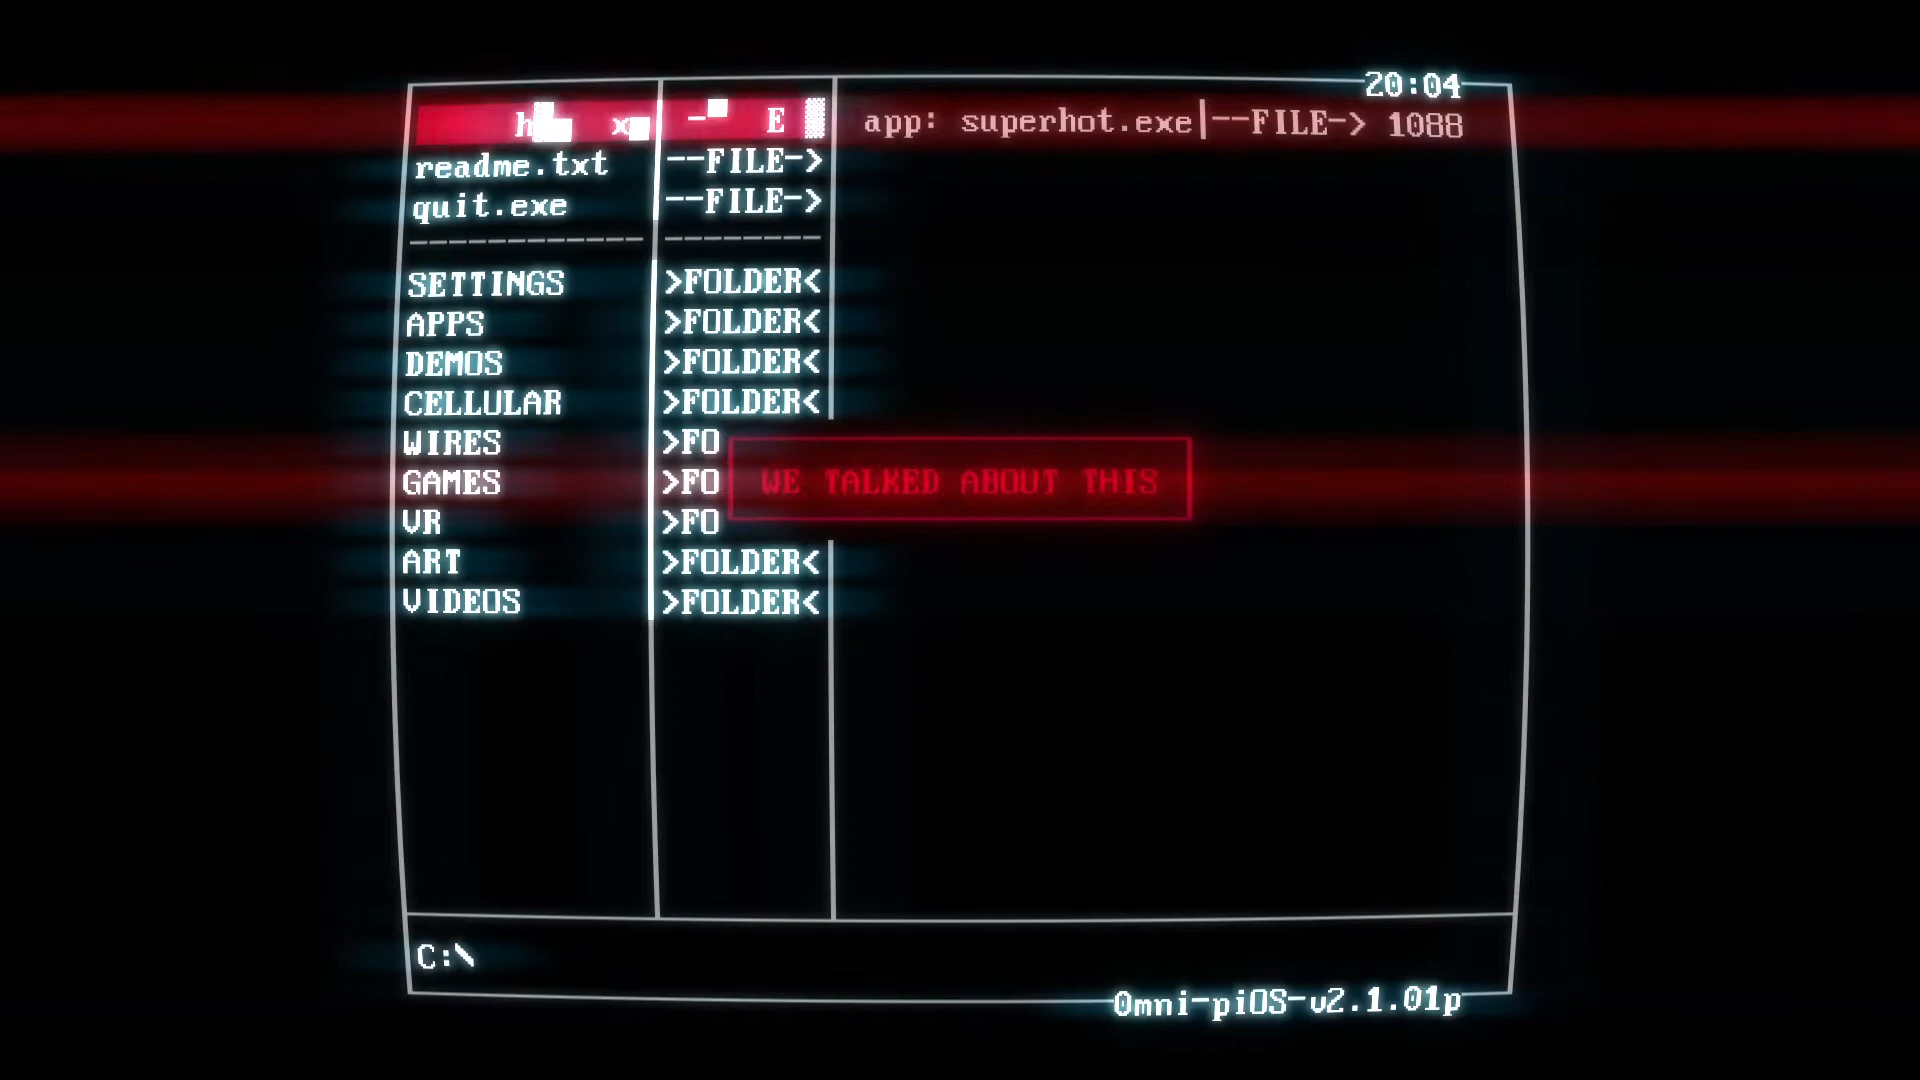 20:04
app: superhot.exe|--FILE-> 1088
readme.txt --FILE->
quit.exe --FILE->
SETTINGS >FOLDER<
APPS >FOLDER<
DEMOS >FOLDER<
CELLULAR >FOLDER<
WIRES >FO
GAMES >FO
WE TALKED ABOUT THIS
VR >FO
ART >FOLDER<
VIDEOS >FOLDER<
C:\
0mni-piOS-v2.1.01p